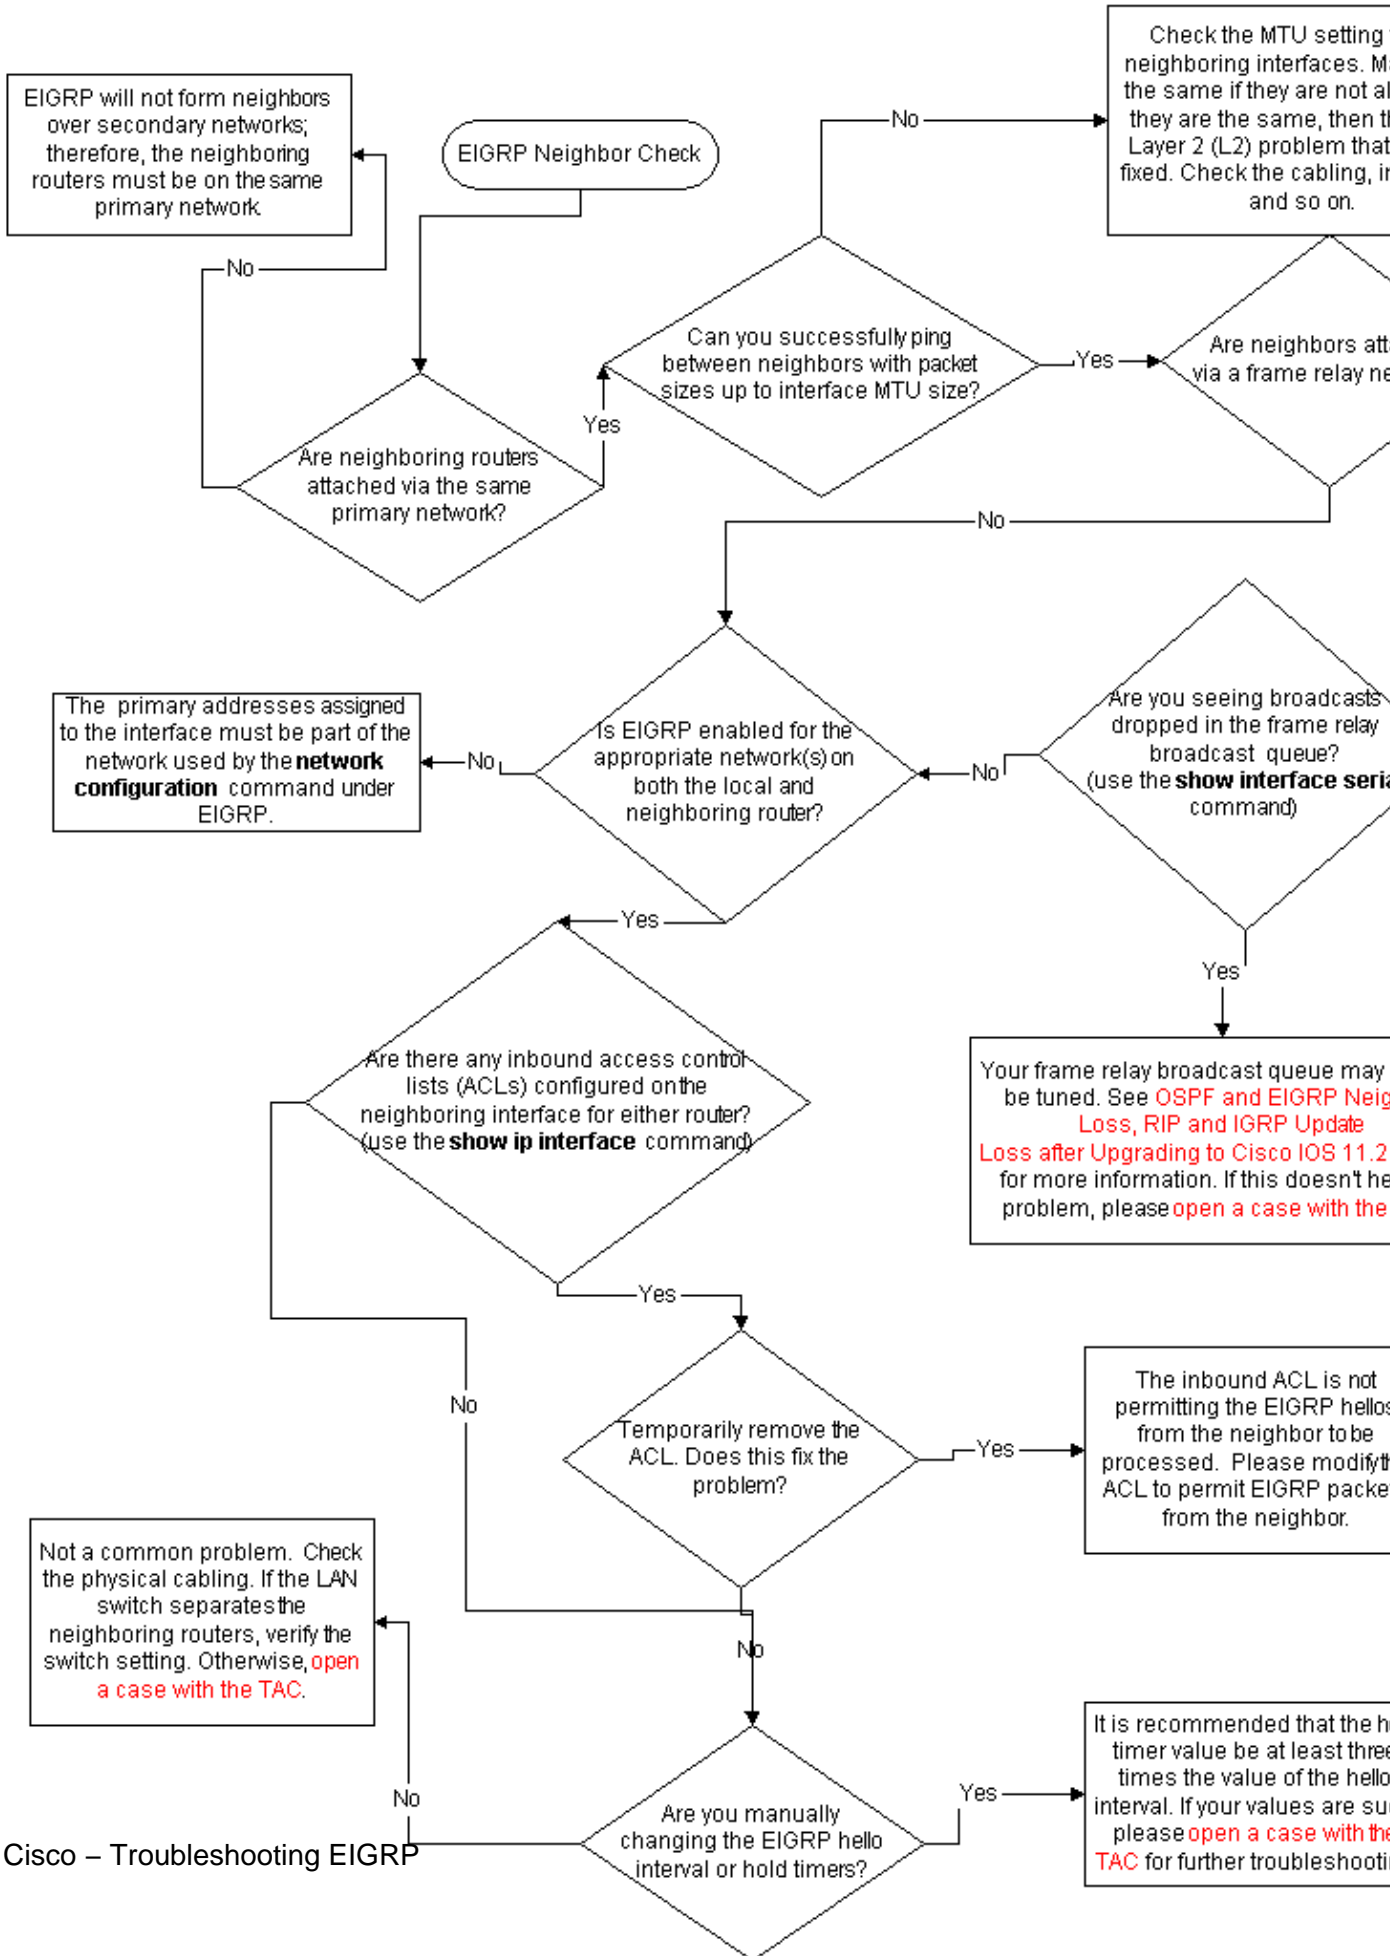 EIGRP will not form neighbors
over secondary networks;
therefore, the neighboring
routers must be on the same
primary network.
EIGRP Neighbor Check
No
Check the MTU setting
neighboring interfaces.
the same if they are not
they are the same, then
Layer 2 (L2) problem that
fixed. Check the cabling,
and so on.
No
Can you successfully ping
between neighbors with packet
sizes up to interface MTU size?
Yes
Are neighbors
via a frame relay
Yes
Are neighboring routers
attached via the same
primary network?
No
The primary addresses assigned
to the interface must be part of the
network used by the network
configuration command under
EIGRP.
No
Is EIGRP enabled for the
appropriate network(s) on
both the local and
neighboring router?
No
Are you seeing broadcasts
dropped in the frame relay
broadcast queue?
(use the show interface
command)
Yes
Yes
Are there any inbound access control
lists (ACLs) configured on the
neighboring interface for either router?
(use the show ip interface command)
Your frame relay broadcast queue may
be tuned. See OSPF and EIGRP
Loss, RIP and IGRP Update
Loss after Upgrading to Cisco IOS 11.2
for more information. If this doesn't
problem, please open a case with the
Yes
No
Temporarily remove the
ACL. Does this fix the
problem?
Yes
The inbound ACL is not
permitting the EIGRP hellos
from the neighbor to be
processed. Please modify
ACL to permit EIGRP
from the neighbor.
Not a common problem. Check
the physical cabling. If the LAN
switch separates the
neighboring routers, verify the
switch setting. Otherwise, open
a case with the TAC.
No
No
Are you manually
changing the EIGRP hello
interval or hold timers?
Yes
It is recommended that the
timer value be at least three
times the value of the hello
interval. If your values are
please open a case with the
TAC for further
Cisco – Troubleshooting EIGRP